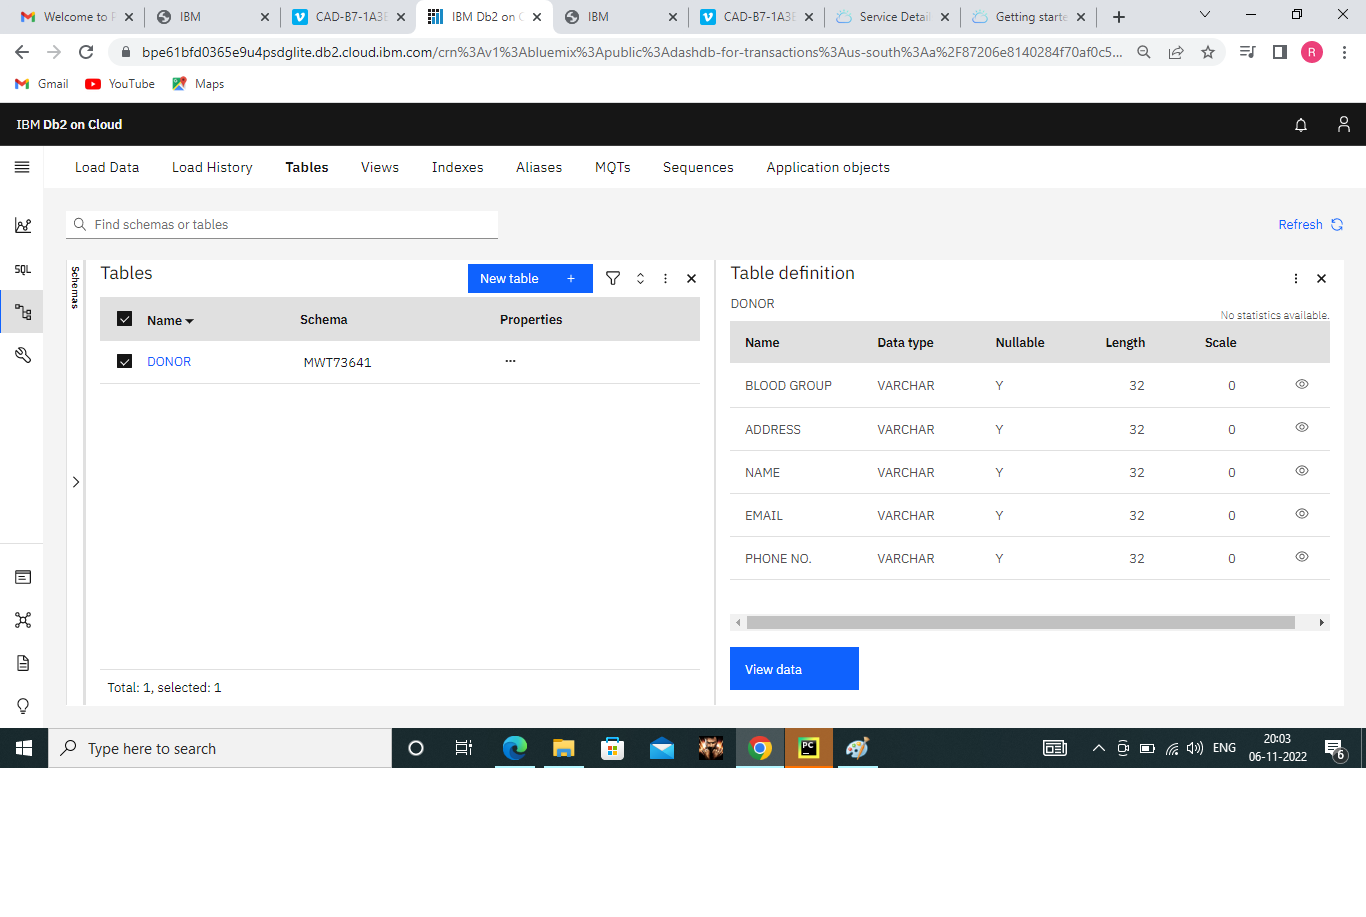 Welcome to P
IBM
CAD-B7-1A3E
IBM Db2 on C
IBM
CAD-B7-1A3E
Service Detail
Getting starte
bpe61bfd0365e9u4psdglite.db2.cloud.ibm.com/crn%3Av1%3Abluemix%3Apublic%3Adashdb-for-transactions%3Aus-south%3Aa%2F87206e8140284f70af0c5...
R
Gmail
YouTube
Maps
IBM Db2 on Cloud
Load Data
Load History
Tables
Views
Indexes
Aliases
MQTs
Sequences
Application objects
SQL
Find schemas or tables
Refresh
Schemas
Tables
New table +
Name
Schema
Properties
DONOR
MWT73641
...
Total: 1, selected: 1
Table definition
DONOR
No statistics available.
Name Data type Nullable Length Scale
BLOOD GROUP VARCHAR Y 32 0
ADDRESS VARCHAR Y 32 0
NAME VARCHAR Y 32 0
EMAIL VARCHAR Y 32 0
PHONE NO. VARCHAR Y 32 0
View data
Type here to search
PC
ENG
20:03
06-11-2022
6